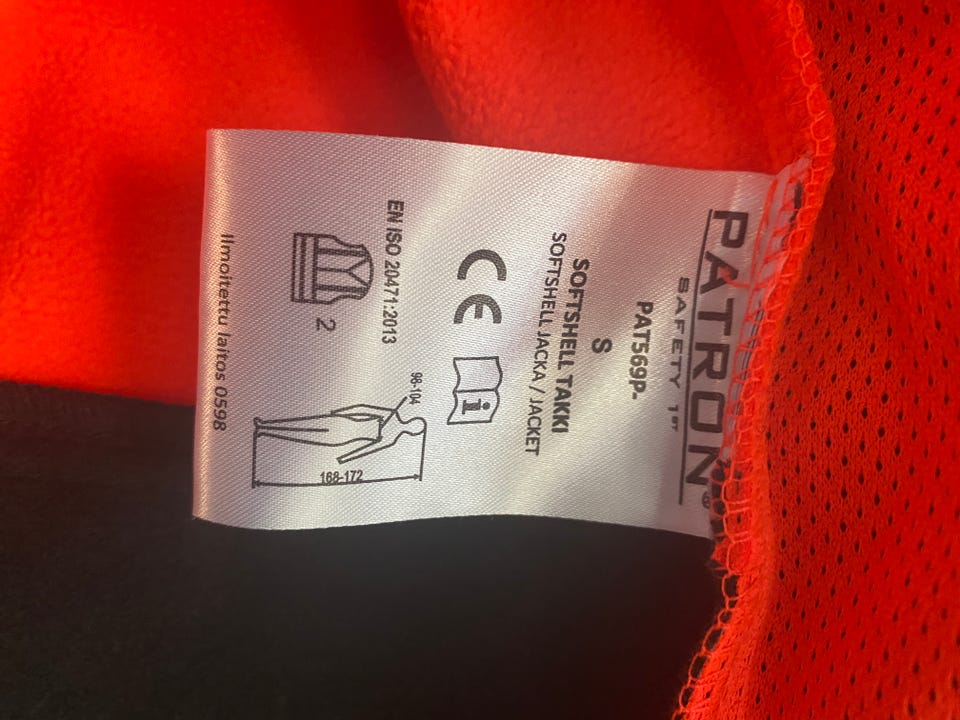 PATRON®
SAFETY 1ST
PAT569P-
S
SOFTSHELL TAKKI
SOFTSHELL JACKA / JACKET
CE
i
98-104
168-172
EN ISO 20471:2013
2
Ilmoitettu laitos 0598